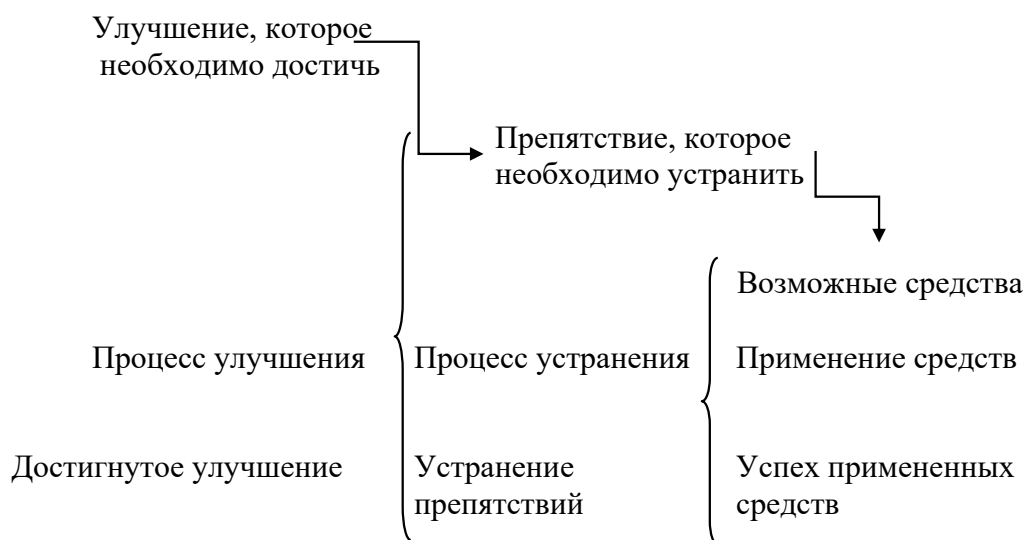 Улучшение, которое
необходимо достичь
Препятствие, которое
необходимо устранить
Возможные средства
Процесс улучшения
Процесс устранения
Применение средств
Достигнутое улучшение
Устранение
препятствий
Успех примененных
средств